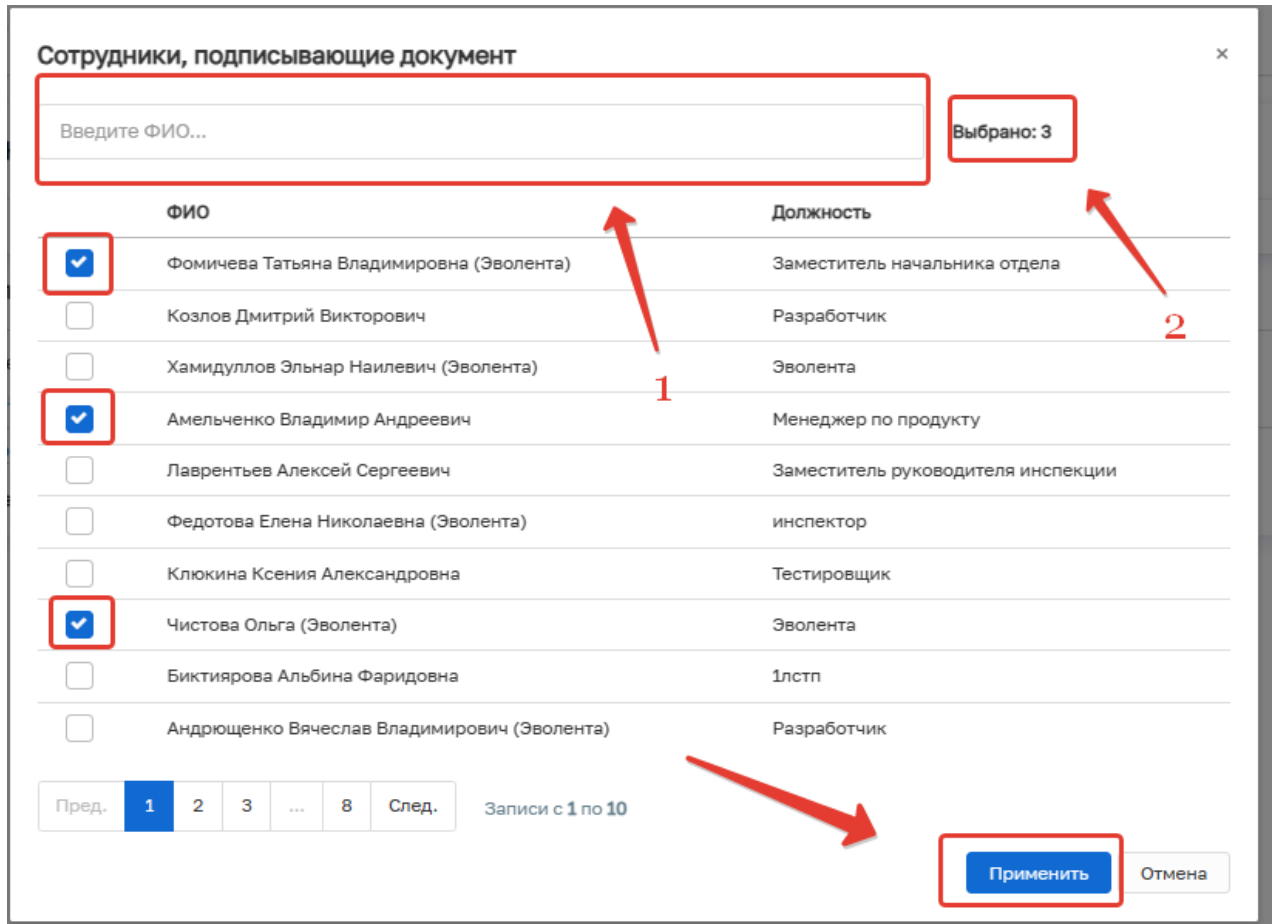 Сотрудники, подписывающие документ ×
Введите ФИО... Выбрано: 3
ФИО Должность
Фомичева Татьяна Владимировна (Эволента) Заместитель начальника отдела
Козлов Дмитрий Викторович Разработчик
2
Хамидуллов Эльнар Наилевич (Эволента) Эволента
1
Амельченко Владимир Андреевич Менеджер по продукту
Лаврентьев Алексей Сергеевич Заместитель руководителя инспекции
Федотова Елена Николаевна (Эволента) инспектор
Клюкина Ксения Александровна Тестировщик
Чистова Ольга (Эволента) Эволента
Биктиярова Альбина Фаридовна 1лстп
Андрющенко Вячеслав Владимирович (Эволента) Разработчик
Пред. 1 2 3 ... 8 След. Записи с 1 по 10
Применить Отмена